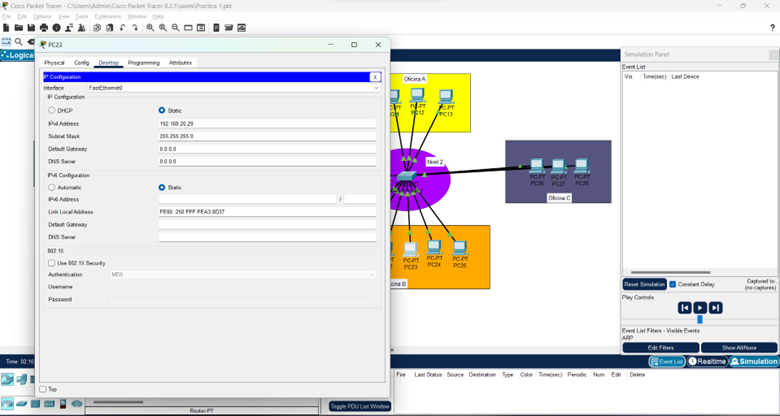 Cisco Packet Tracer - C:\Users\Admin\Cisco Packet Tracer 8.2.1\saves\Practica 1.pkt
File Edit Options View Tools Extensions Window Help
Logical
PC23
Physical Config Desktop Programming Attributes
IP Configuration X
Interface FastEthernet0
IP Configuration
DHCP Static
IPv4 Address 192.168.20.29
Subnet Mask 255.255.255.0
Default Gateway 0.0.0.0
DNS Server 0.0.0.0
IPv6 Configuration
Automatic Static
IPv6 Address /
Link Local Address FE80::250:FFF:FEA3:8D37
Default Gateway
DNS Server
802.1X
Use 802.1X Security
Authentication MD5
Username
Password
Top
Oficina A
PC-PT PC12
PC-PT PC13
Nivel 2
PC-PT PC26
PC-PT PC27
PC-PT PC28
Oficina C
PC-PT PC23
PC-PT PC24
PC-PT PC25
Simulation Panel
Event List
Vis. Time(sec) Last Device
Reset Simulation Constant Delay Captured to:
(no captures)
Play Controls
Event List Filters - Visible Events
ARP
Edit Filters Show All/None
Event List Realtime Simulation
Fire Last Status Source Destination Type Color Time(sec) Periodic Num Edit Delete
Router-PT
Toggle PDU List Window